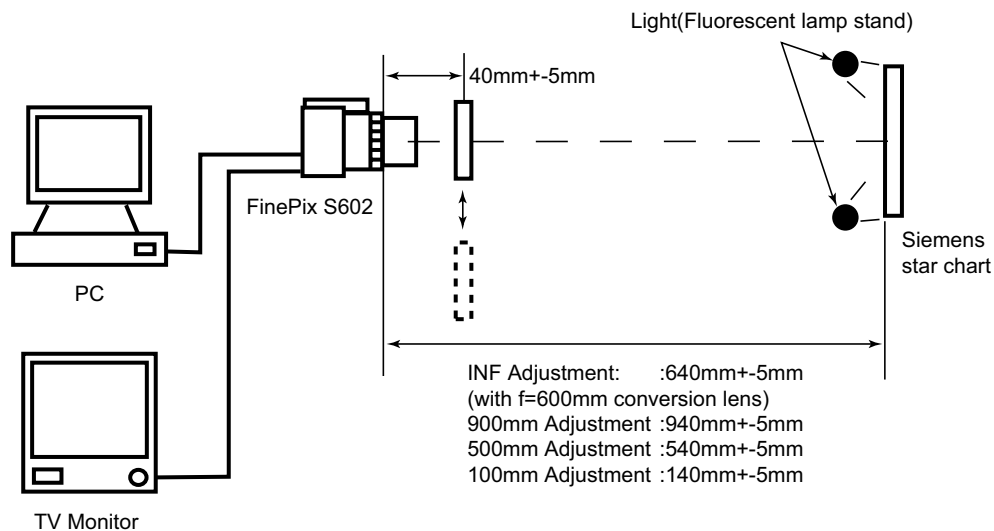 Light(Fluorescent lamp stand)
40mm+-5mm
FinePix S602
Siemens
star chart
PC
INF Adjustment: :640mm+-5mm
(with f=600mm conversion lens)
900mm Adjustment :940mm+-5mm
500mm Adjustment :540mm+-5mm
100mm Adjustment :140mm+-5mm
TV Monitor